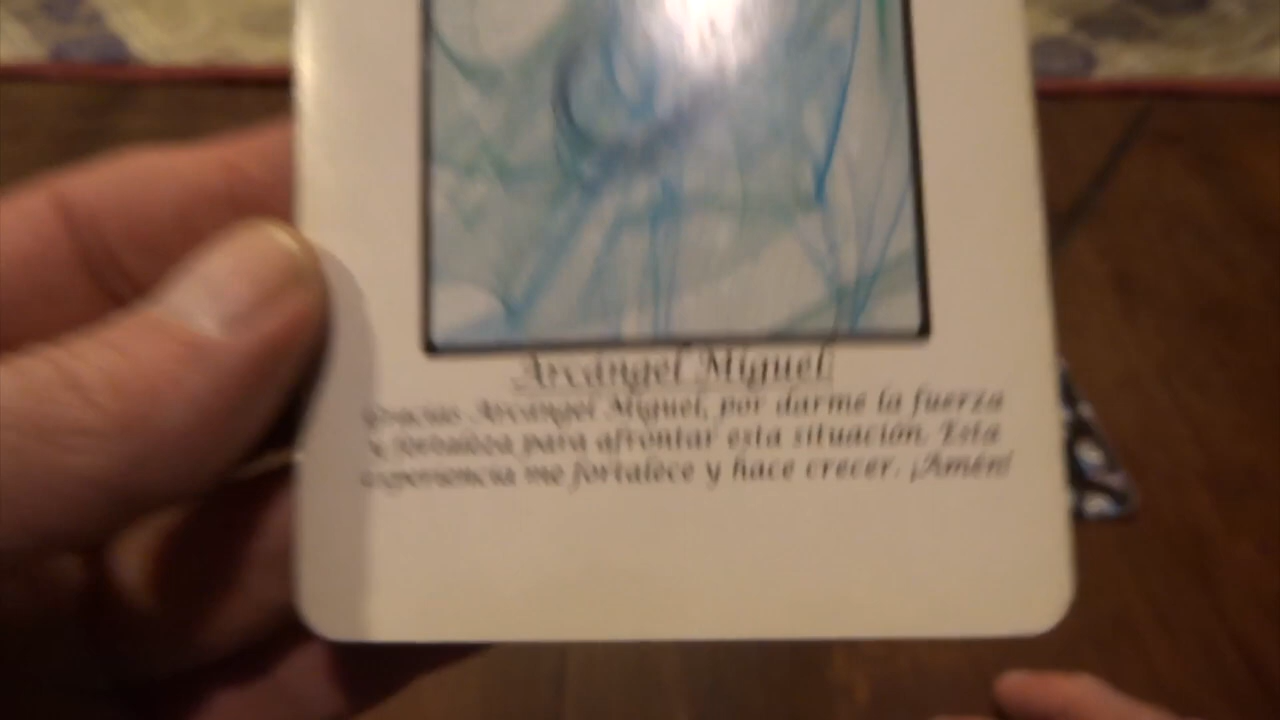 Arcángel Miguel
Gracias Arcángel Miguel, por darme la fuerza
y fortaleza para afrontar esta situación. Esta
experiencia me fortalece y hace crecer. ¡Amén!